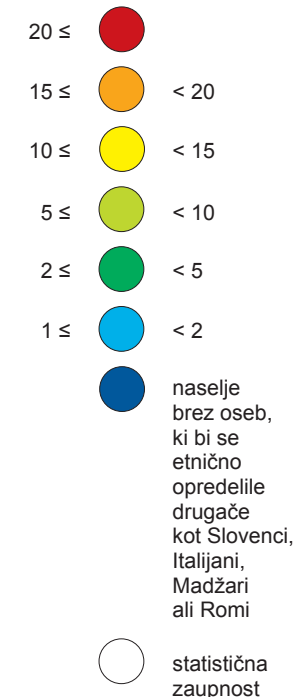 20 ≤
15 ≤ < 20
10 ≤ < 15
5 ≤ < 10
2 ≤ < 5
1 ≤ < 2
naselje
brez oseb,
ki bi se
etnično
opredelile
drugače
kot Slovenci,
Italijani,
Madžari
ali Romi
statistična
zaupnost